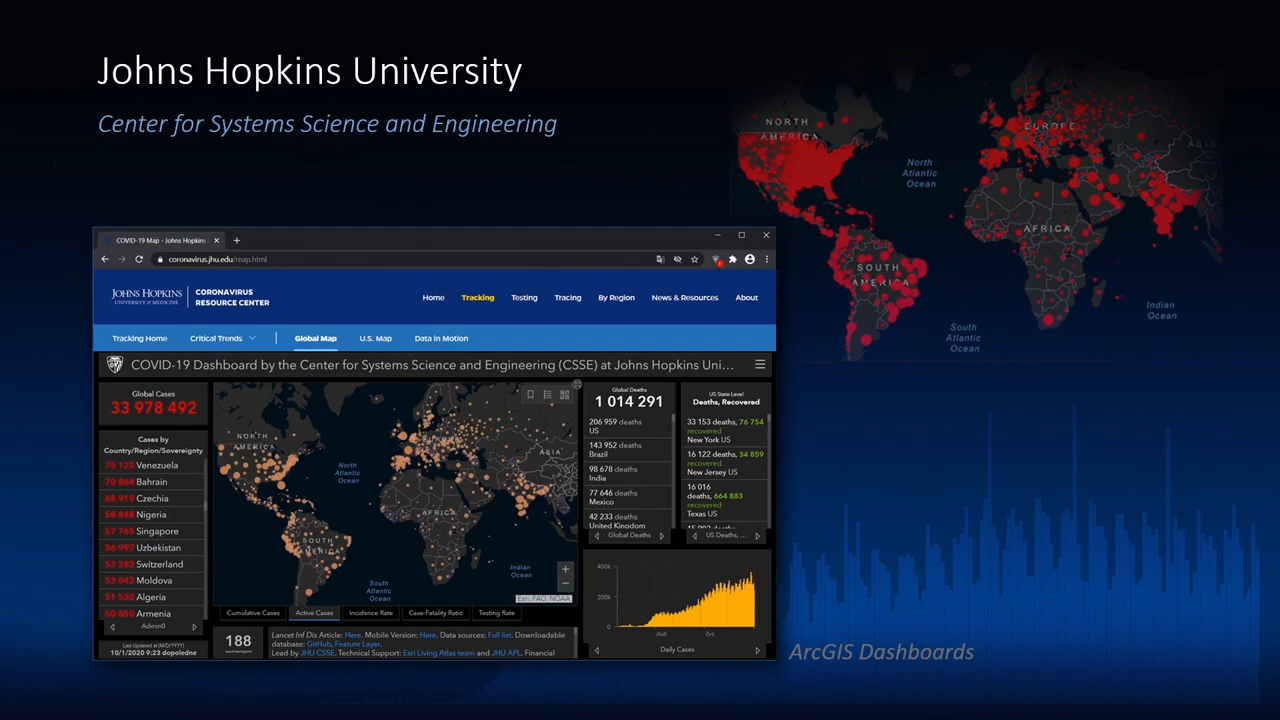 Johns Hopkins University
Center for Systems Science and Engineering
NORTH
AMERICA
EUROPE
ASIA
North
Atlantic
Ocean
AFRICA
SOUTH
AMERICA
Indian
Ocean
South
Atlantic
Ocean
COVID-19 Map - Johns Hopkins
coronavirus.jhu.edu/map.html
JOHNS HOPKINS
UNIVERSITY & MEDICINE
CORONAVIRUS
RESOURCE CENTER
Home Tracking Testing Tracing By Region News & Resources About
Tracking Home Critical Trends Global Map U.S. Map Data in Motion
COVID-19 Dashboard by the Center for Systems Science and Engineering (CSSE) at Johns Hopkins Uni...
Global Cases
33 978 492
Cases by
Country/Region/Sovereignty
75 122 Venezuela
70 864 Bahrain
68 919 Czechia
58 848 Nigeria
57 765 Singapore
56 997 Uzbekistan
53 282 Switzerland
53 042 Moldova
51 530 Algeria
50 850 Armenia
Admin0
Last Updated at (M/D/YYYY)
10/1/2020 9:23 dopoledne
NORTH
AMERICA
EUROPE
ASIA
North
Atlantic
Ocean
AFRICA
SOUTH
AMERICA
Indian
Ocean
South
Atlantic
Ocean
Esri, FAO, NOAA
Cumulative Cases Active Cases Incidence Rate Case-Fatality Ratio Testing Rate
188
countries/regions
Lancet Inf Dis Article: Here. Mobile Version: Here. Data sources: Full list. Downloadable
database: GitHub, Feature Layer.
Lead by JHU CSSE. Technical Support: Esri Living Atlas team and JHU APL. Financial
Global Deaths
1 014 291
206 959 deaths
US
143 952 deaths
Brazil
98 678 deaths
India
77 646 deaths
Mexico
42 233 deaths
United Kingdom
Global Deaths
US State Level
Deaths, Recovered
33 153 deaths, 76 754
recovered
New York US
16 122 deaths, 34 859
recovered
New Jersey US
16 016
deaths, 664 883
recovered
Texas US
US Deaths, ...
400k
200k
0
dub
Daily Cases
ArcGIS Dashboards